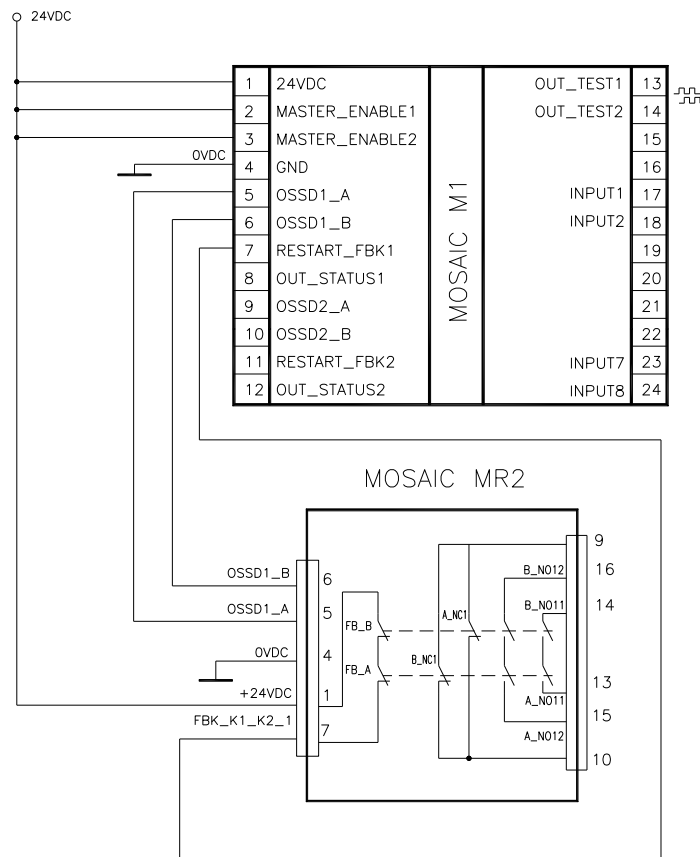 24VDC
1 24VDC OUT_TEST1 13
2 MASTER_ENABLE1 OUT_TEST2 14
3 MASTER_ENABLE2 15
0VDC 4 GND 16
5 OSSD1_A INPUT1 17
6 OSSD1_B INPUT2 18
7 RESTART_FBK1 19
8 OUT_STATUS1 20
9 OSSD2_A 21
10 OSSD2_B 22
11 RESTART_FBK2 INPUT7 23
12 OUT_STATUS2 INPUT8 24
MOSAIC M1
MOSAIC MR2
9
OSSD1_B 6 B_NO12 16
OSSD1_A 5 FB_B A_NC1 B_NO11 14
0VDC 4 FB_A B_NC1
+24VDC 1 A_NO11 13
FBK_K1_K2_1 7 A_NO12 15
10